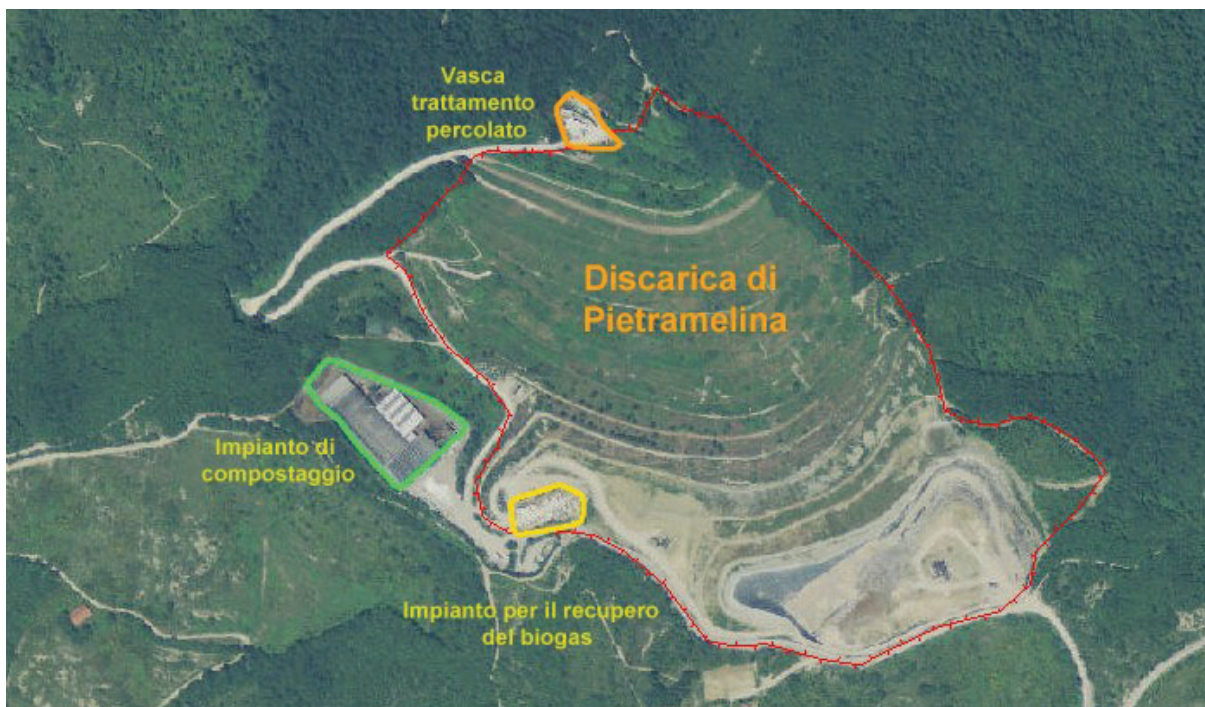 Vasca
trattamento
percolato
Discarica di
Pietramelina
Impianto di
compostaggio
Impianto per il recupero
del biogas